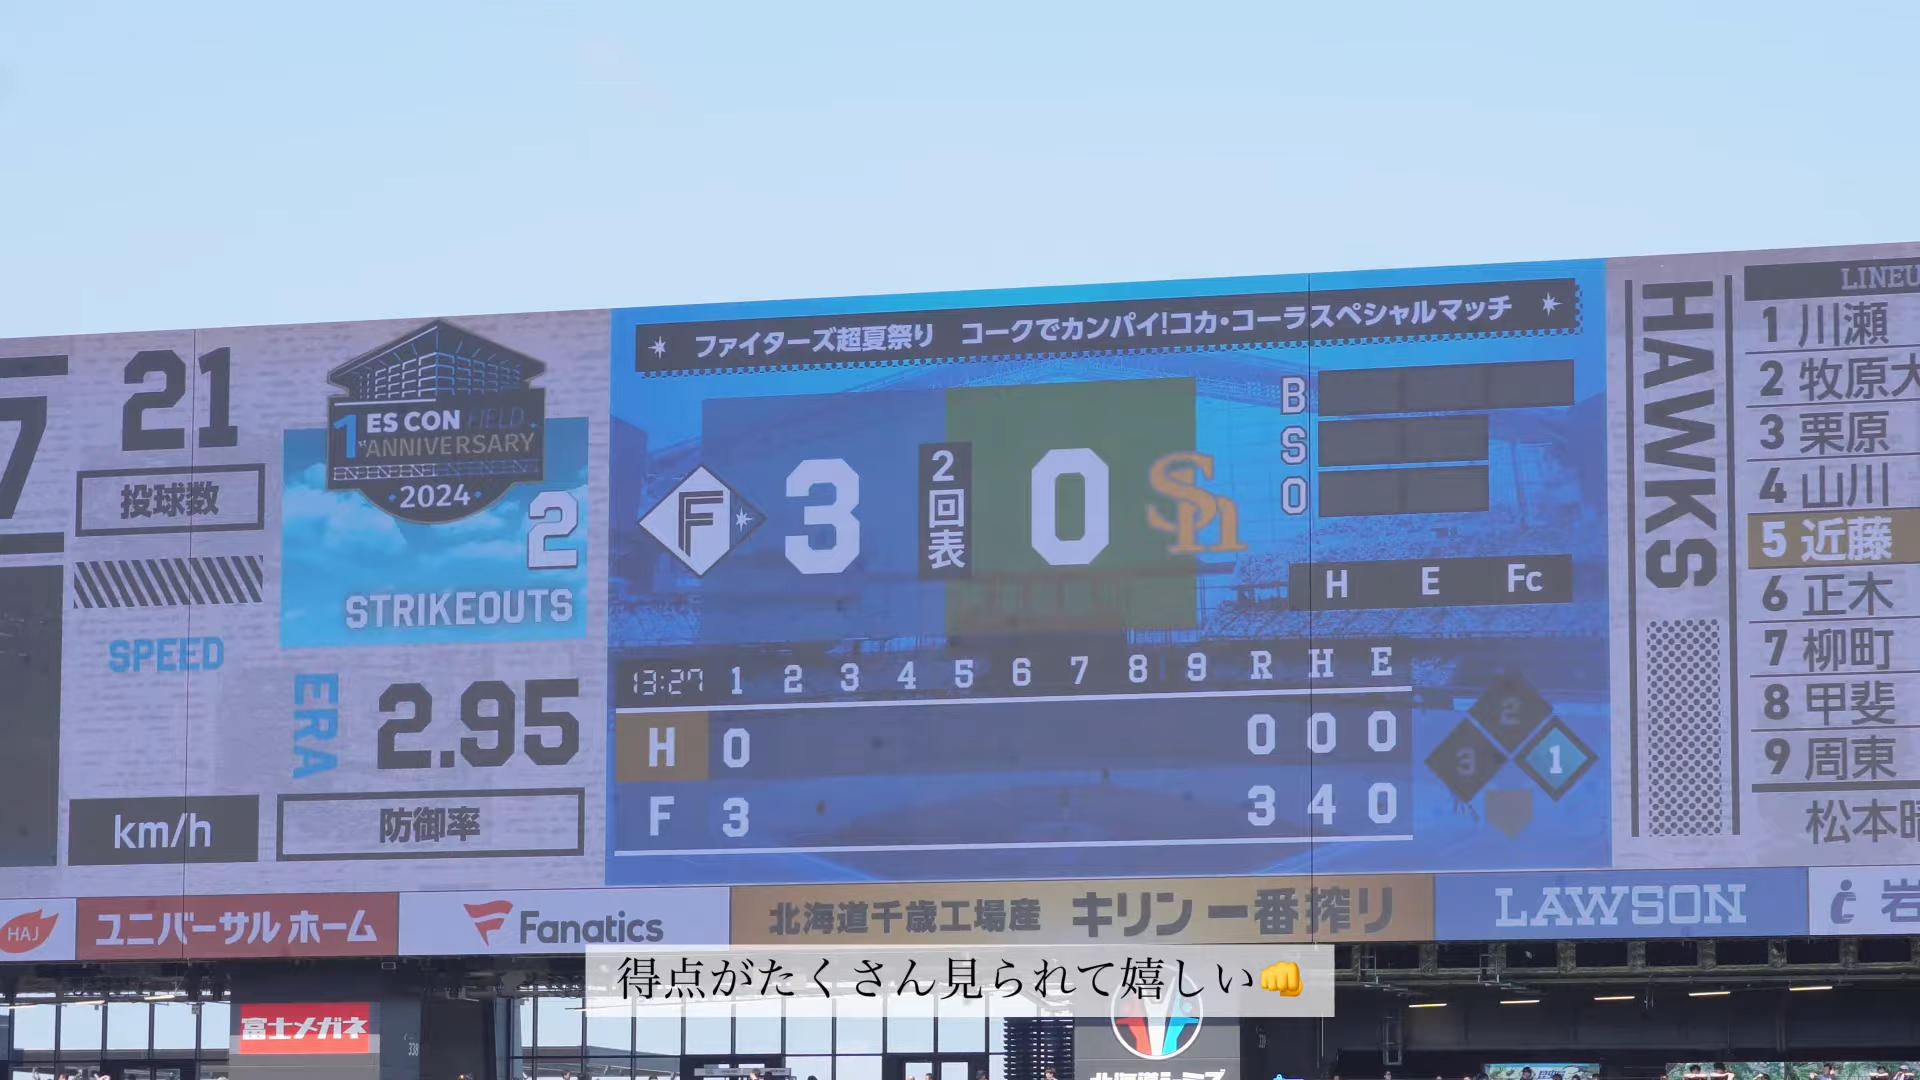 7
21
投球数
SPEED
km/h
1st
ES CON FIELD
ANNIVERSARY
2024
2
STRIKEOUTS
ERA
2.95
防御率
ファイターズ超夏祭り コークでカンパイ!コカ・コーラスペシャルマッチ
F
3
2回表
0
Sh
B
S
O
H E Fc
13:27 1 2 3 4 5 6 7 8 9 R H E
H 0 0 0 0
F 3 3 4 0
2
3
1
HAWKS
LINEU
1 川瀬
2 牧原大
3 栗原
4 山川
5 近藤
6 正木
7 柳町
8 甲斐
9 周東
松本晴
HAJ
ユニバーサル ホーム
Fanatics
北海道千歳工場産 キリン 一番搾り
LAWSON
岩
得点がたくさん見られて嬉しい👊
富士メガネ
338